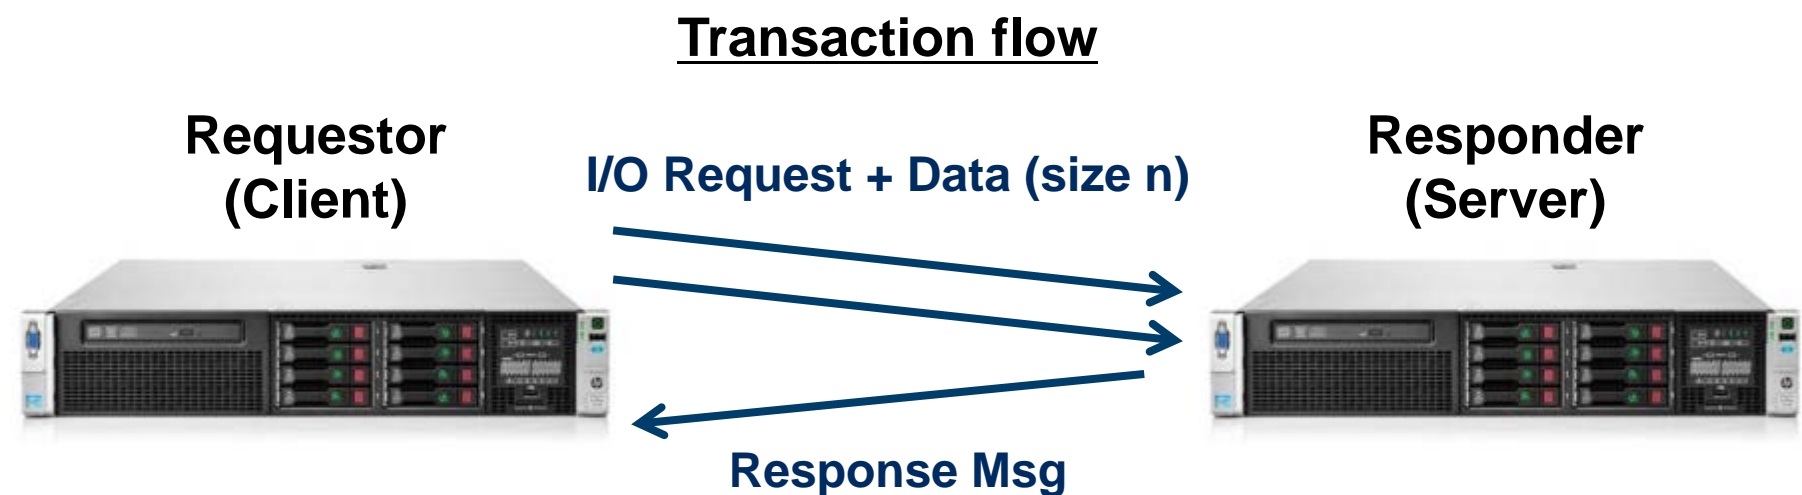 Transaction flow
Requestor
(Client)
I/O Request + Data (size n)
Responder
(Server)
Response Msg